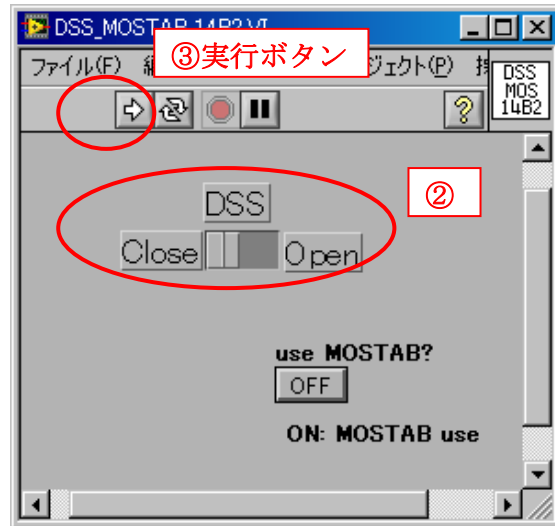 DSS_MOSTAB 14B2.VI
③実行ボタン
ファイル(F) ジェクト(P)
DSS
MOS
14B2
②
DSS
Close Open
use MOSTAB?
OFF
ON: MOSTAB use